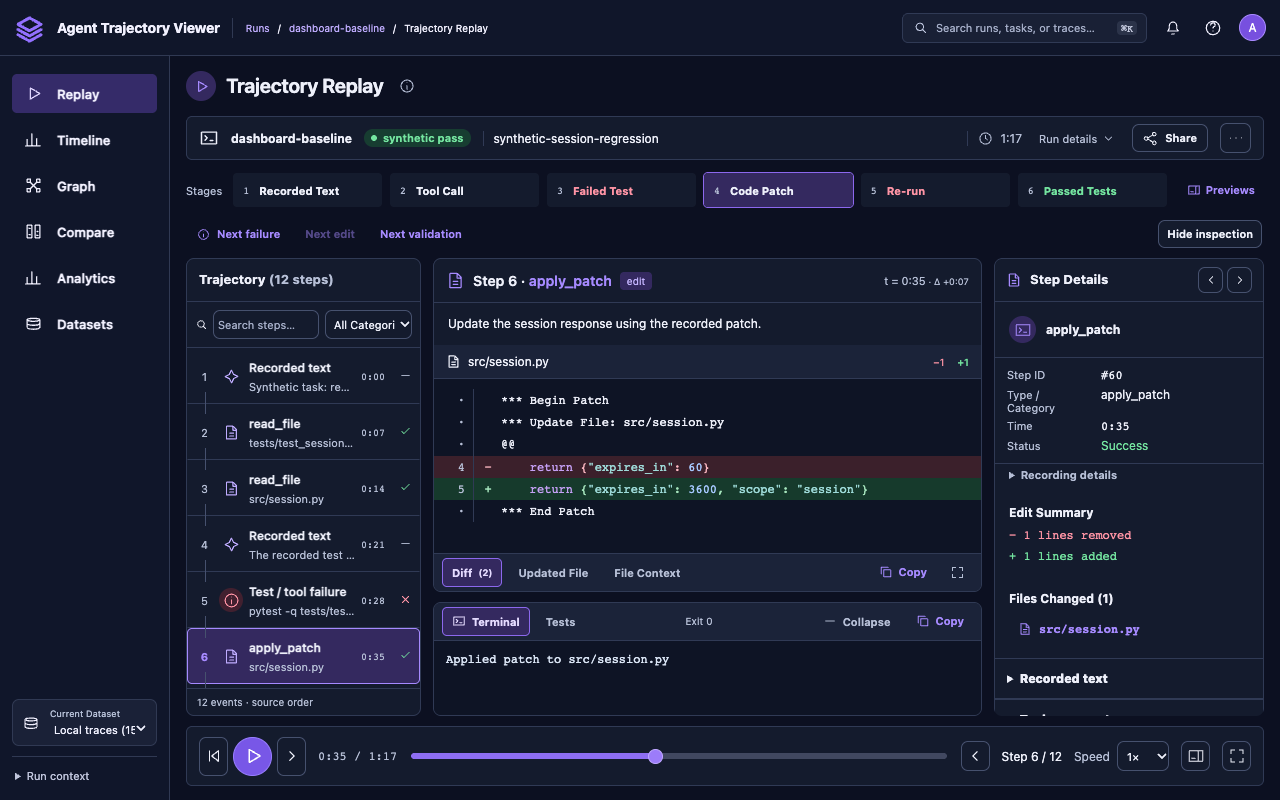 Agent Trajectory Viewer
Runs / dashboard-baseline / Trajectory Replay
Search runs, tasks, or traces... ⌘K
A
Replay
Timeline
Graph
Compare
Analytics
Datasets
Current Dataset
Local traces (1
Run context
Trajectory Replay
dashboard-baseline
synthetic pass
synthetic-session-regression
1:17
Run details
Share
...
Stages
1 Recorded Text
2 Tool Call
3 Failed Test
4 Code Patch
5 Re-run
6 Passed Tests
Previews
Next failure
Next edit
Next validation
Hide inspection
Trajectory (12 steps)
Search steps...
All Categori
1 Recorded text 0:00 —
Synthetic task: re...
2 read_file 0:07
tests/test_session...
3 read_file 0:14
src/session.py
4 Recorded text 0:21 —
The recorded test ...
5 Test / tool failure 0:28
pytest -q tests/tes...
6 apply_patch 0:35
src/session.py
12 events · source order
Step 6 · apply_patch edit
t = 0:35 · Δ +0:07
Update the session response using the recorded patch.
src/session.py −1 +1
· *** Begin Patch
· *** Update File: src/session.py
· @@
4 − return {"expires_in": 60}
5 + return {"expires_in": 3600, "scope": "session"}
· *** End Patch
Diff (2)
Updated File
File Context
Copy
Terminal
Tests
Exit 0
— Collapse
Copy
Applied patch to src/session.py
Step Details
apply_patch
Step ID #60
Type / Category apply_patch
Time 0:35
Status Success
Recording details
Edit Summary
− 1 lines removed
+ 1 lines added
Files Changed (1)
src/session.py
Recorded text
0:35 / 1:17
Step 6 / 12
Speed
1×